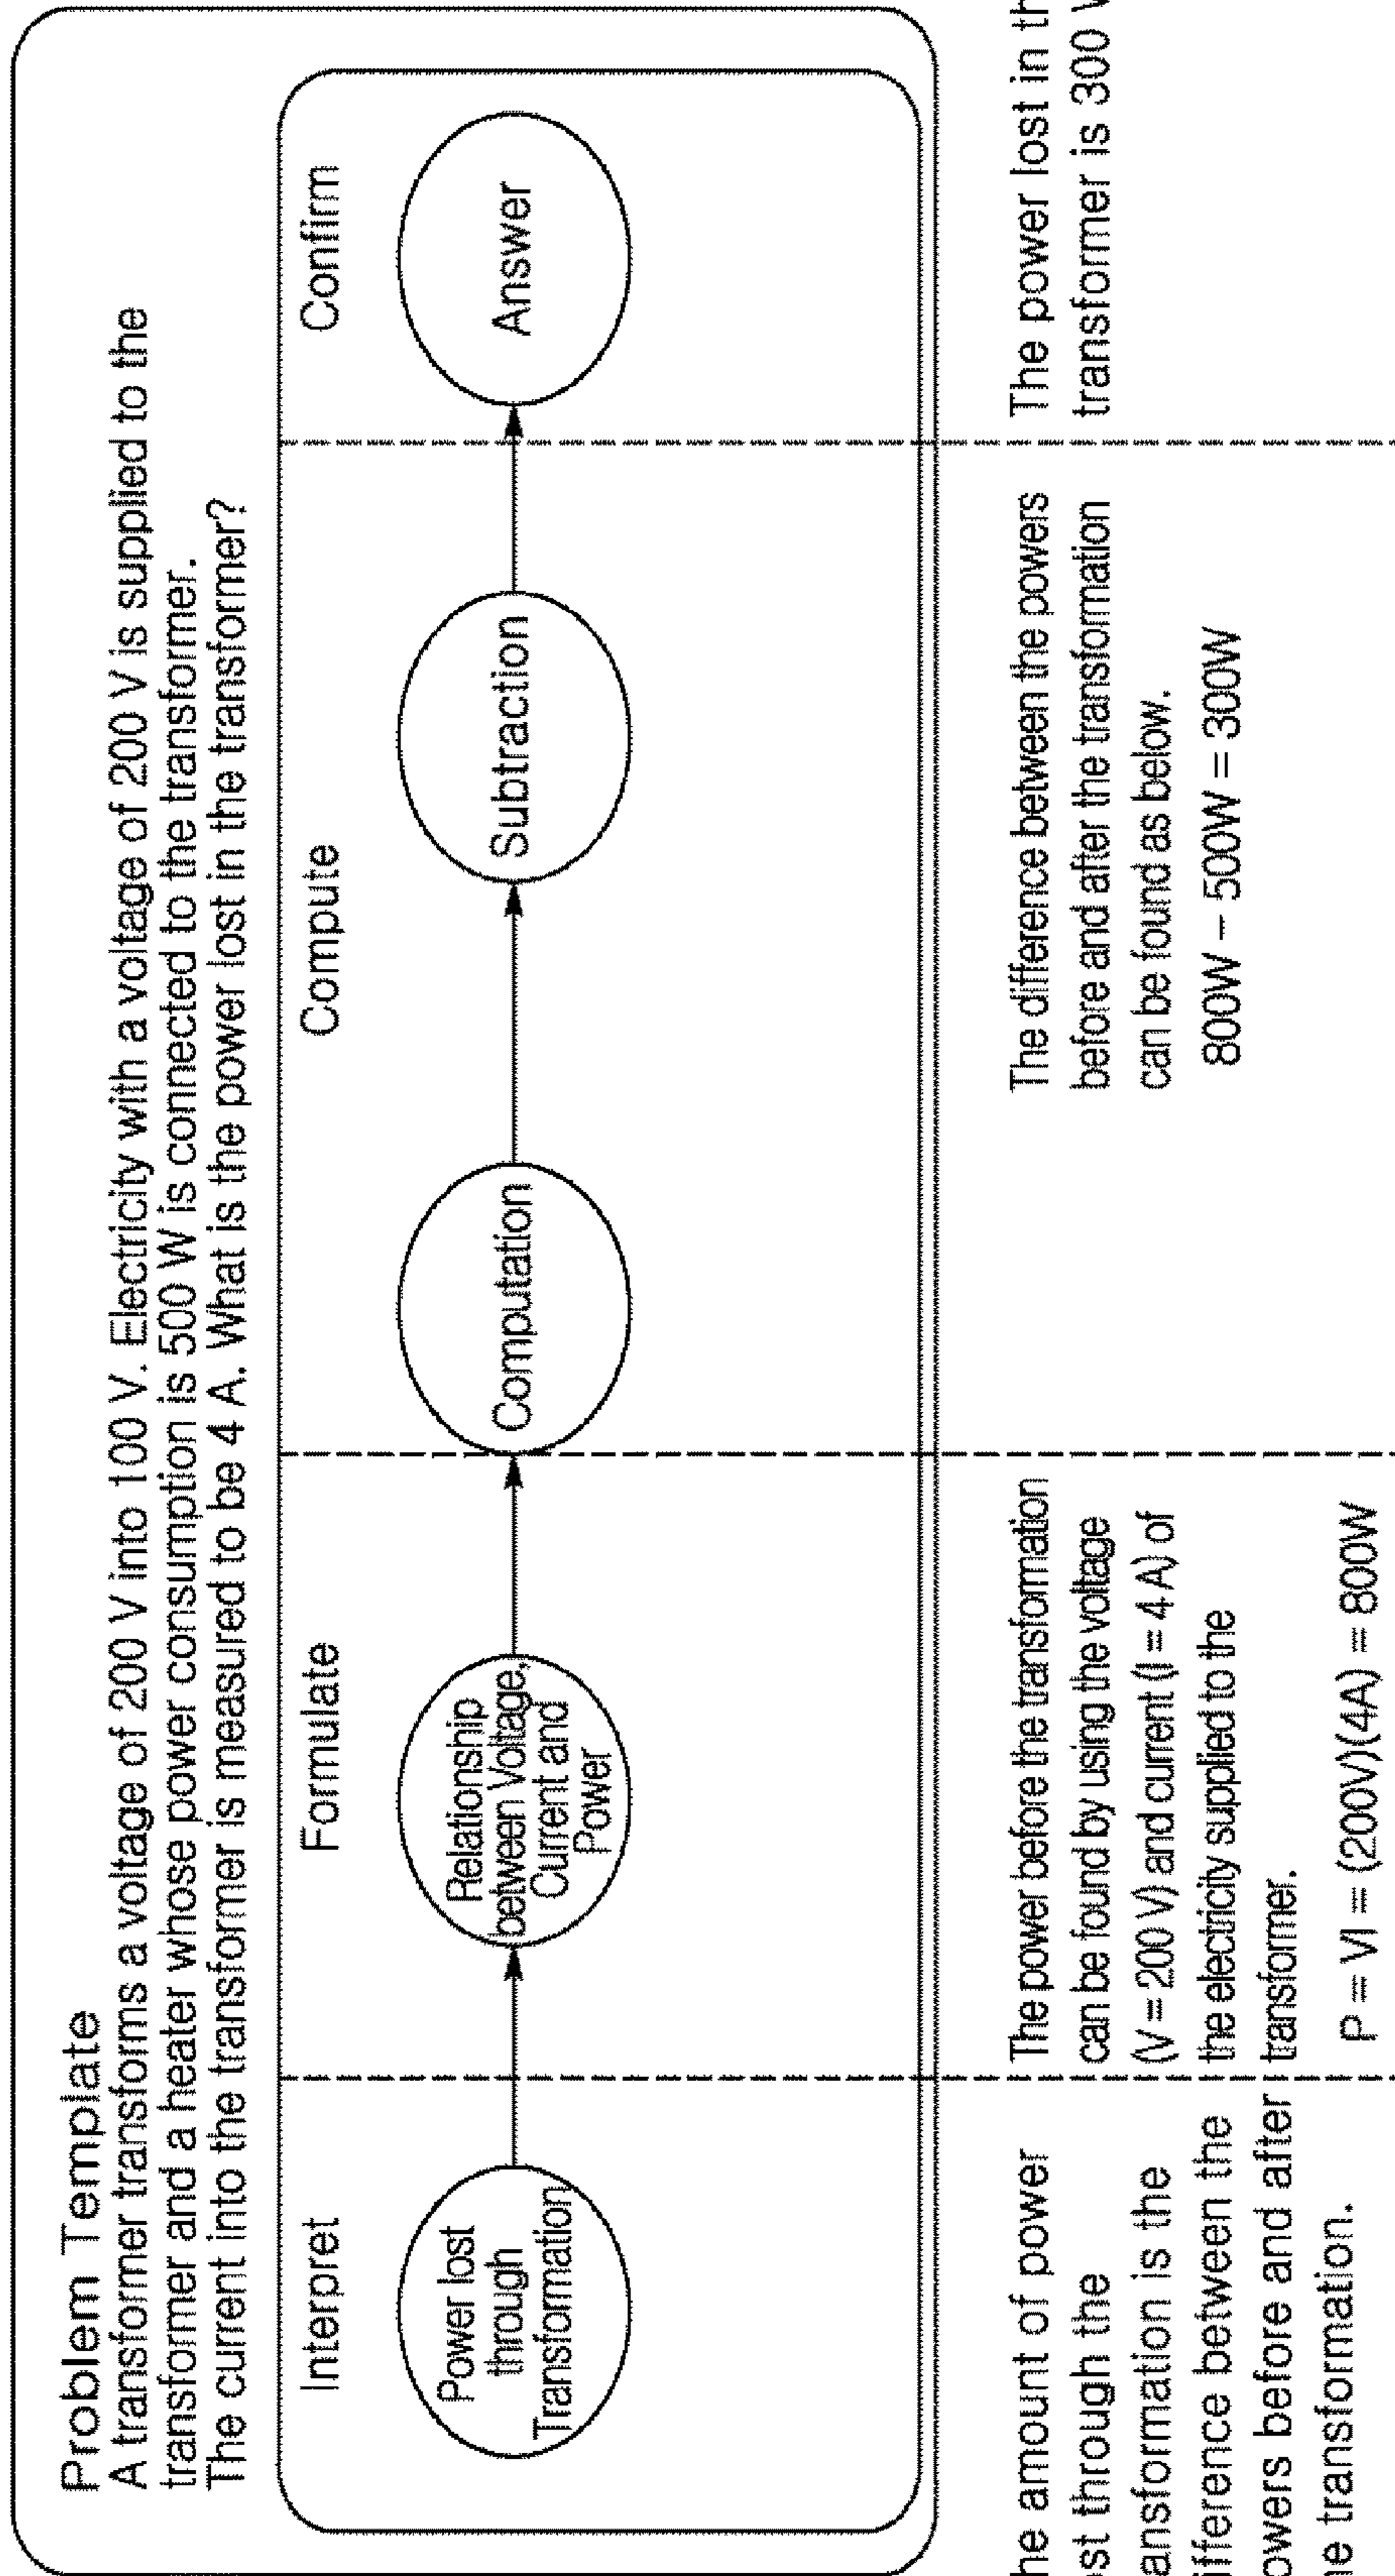 Problem Template
A transformer transforms a voltage of 200 V into 100 V. Electricity with a voltage of 200 V is supplied to the
transformer and a heater whose power consumption is 500 W is connected to the transformer.
The current into the transformer is measured to be 4 A. What is the power lost in the transformer?
Interpret
Formulate
Compute
Confirm
Power lost
through
Transformation
Relationship
between Voltage,
Current and
Power
Computation
Subtraction
Answer
amount of power
through the
is the
between the
before and after
transformation.
The power before the transformation
can be found by using the voltage
(V = 200 V) and current (I = 4 A) of
the electricity supplied to the
transformer.
P = VI = (200V)(4A) = 800W
The difference between the powers
before and after the transformation
can be found as below.
800W – 500W = 300W
The power lost in
transformer is 300